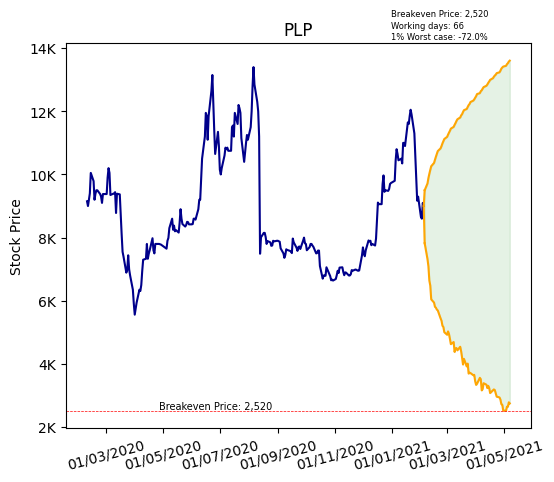 Breakeven Price: 2,520
Working days: 66
1% Worst case: -72.0%
PLP
Stock Price
14K
12K
10K
8K
6K
4K
2K
Breakeven Price: 2,520
01/03/2020
01/05/2020
01/07/2020
01/09/2020
01/11/2020
01/01/2021
01/03/2021
01/05/2021